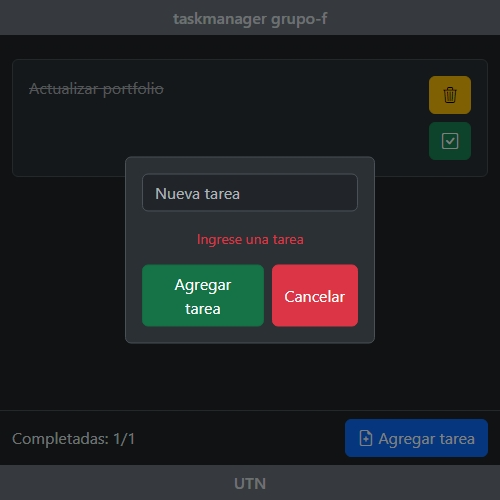 taskmanager grupo-f
Actualizar portfolio
Nueva tarea
Ingrese una tarea
Agregar
tarea
Cancelar
Completadas: 1/1
Agregar tarea
UTN